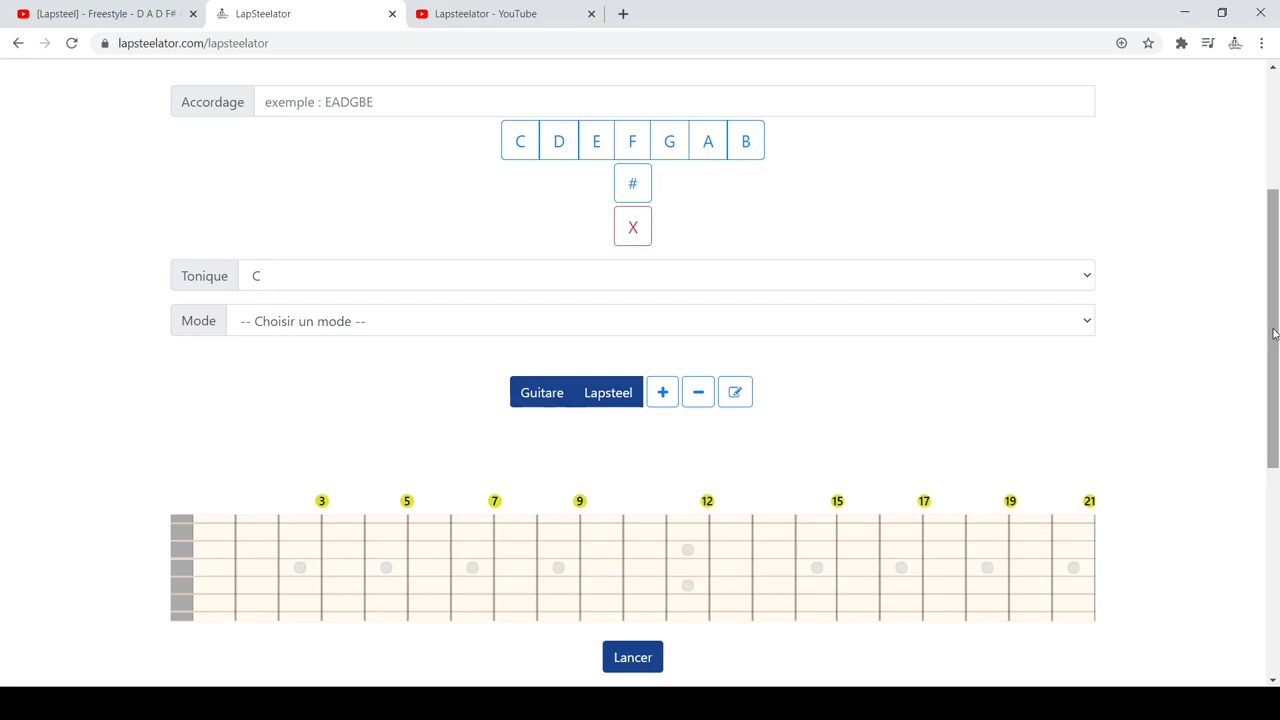 [Lapsteel] - Freestyle - D A D F#
LapSteelator
Lapsteelator - YouTube
lapsteelator.com/lapsteelator
Accordage exemple : EADGBE
C D E F G A B
#
X
Tonique C
Mode -- Choisir un mode --
Guitare Lapsteel
3 5 7 9 12 15 17 19 21
Lancer